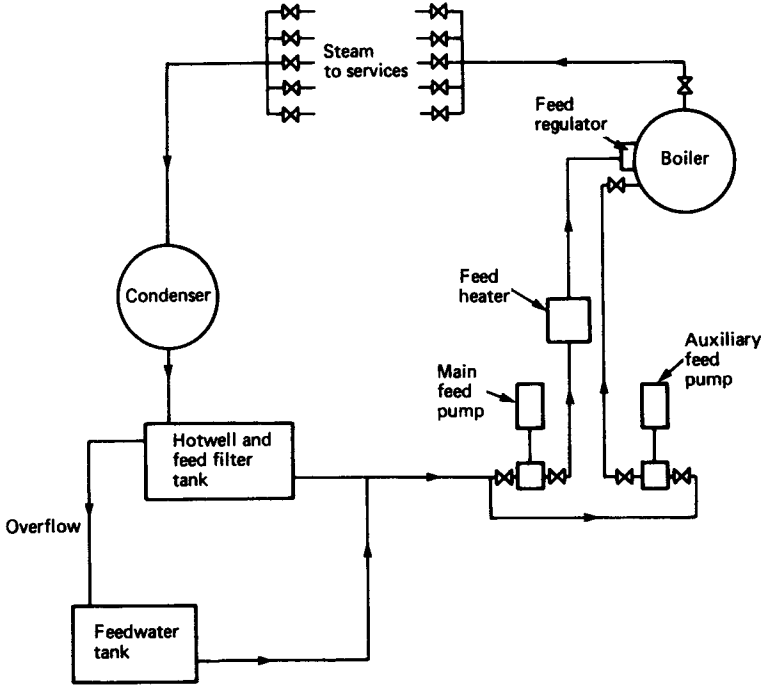 Steam
to services
Feed
regulator
Boiler
Condenser
Feed
heater
Auxiliary
feed
pump
Main
feed
pump
Hotwell and
feed filter
tank
Overflow
Feedwater
tank